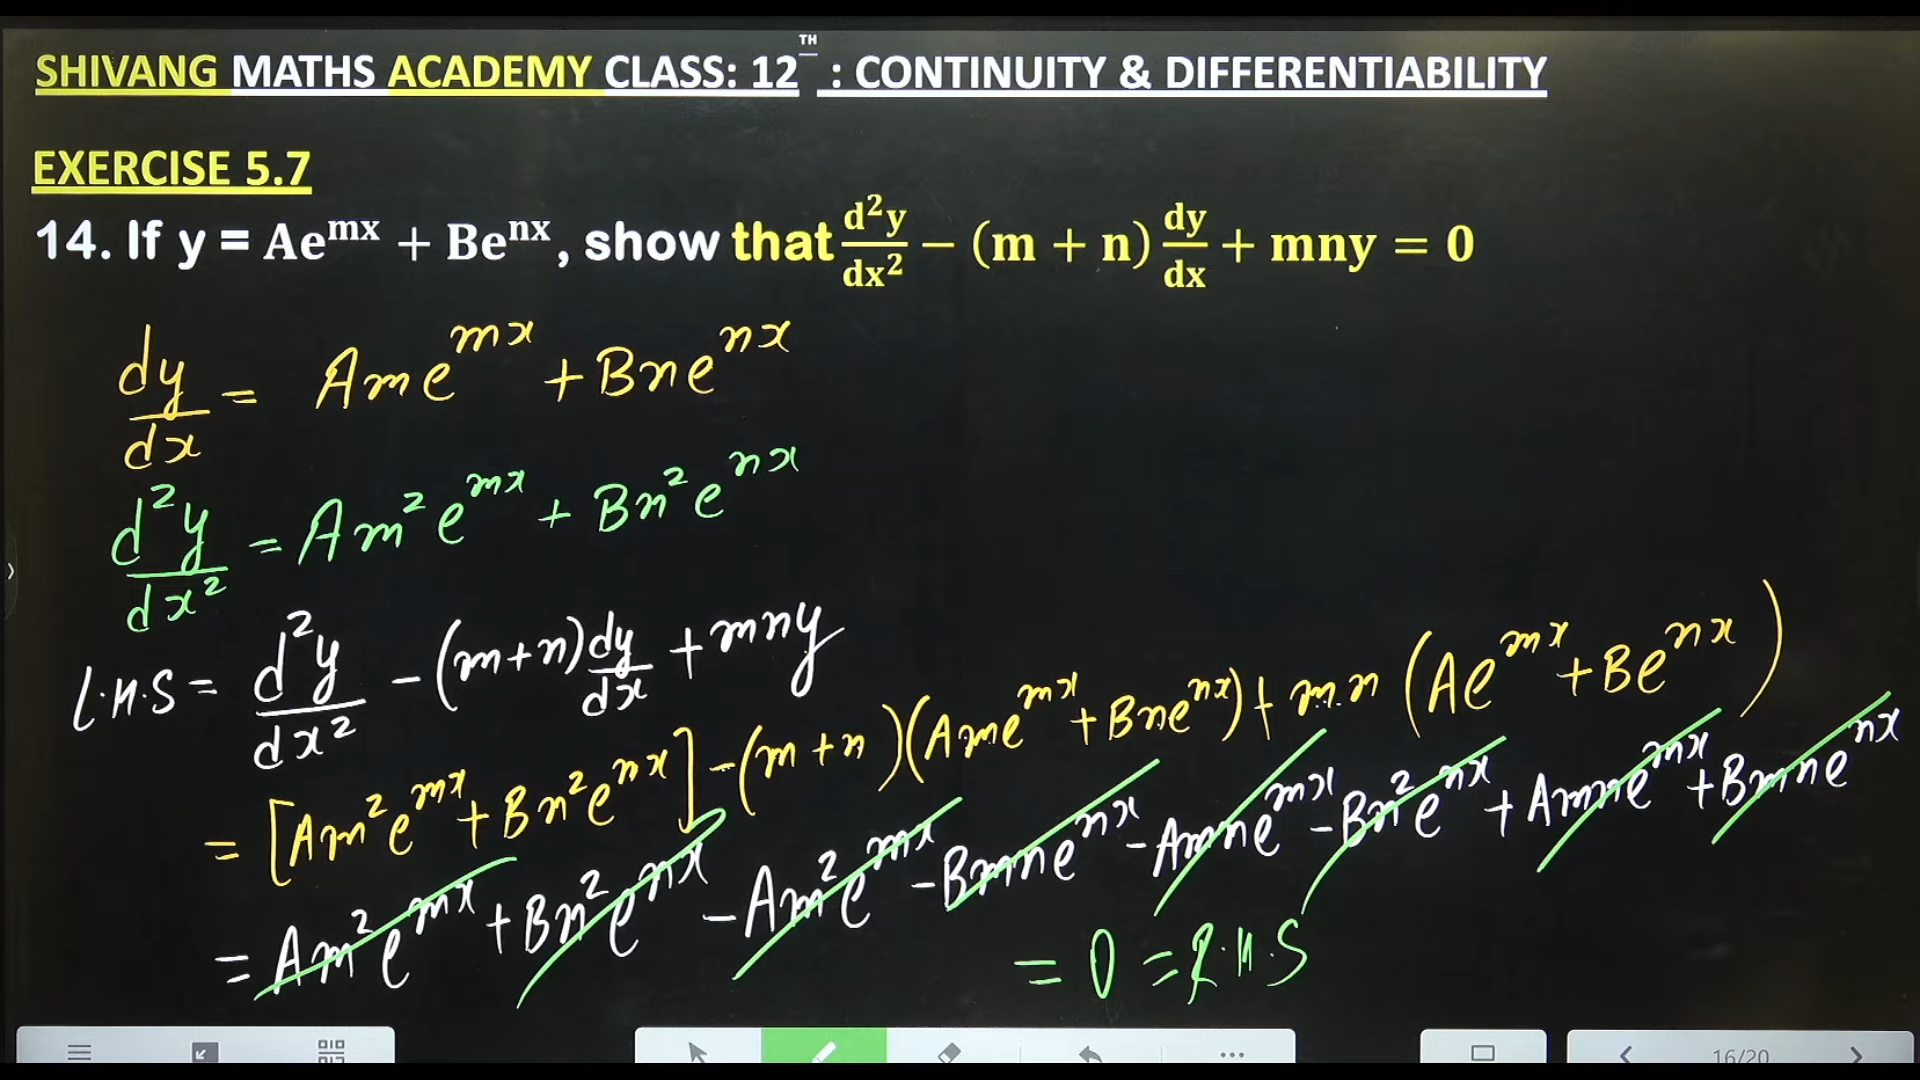 SHIVANG MATHS ACADEMY CLASS: 12TH : CONTINUITY & DIFFERENTIABILITY
EXERCISE 5.7
14. If y = Ae^mx + Be^nx, show that d²y/dx² − (m + n) dy/dx + mny = 0
dy/dx = Ame^mx + Bne^nx
d²y/dx² = Am²e^mx + Bn²e^nx
L.H.S = d²y/dx² - (m+n)dy/dx + mny
= [Am²e^mx + Bn²e^nx] - (m+n)(Ame^mx + Bne^nx) + m.n (Ae^mx + Be^nx)
= Am²e^mx + Bn²e^nx - Am²e^mx - Bmne^nx - Amne^mx - Bn²e^nx + Amne^mx + Bmne^nx
= 0 = R.H.S
16/20